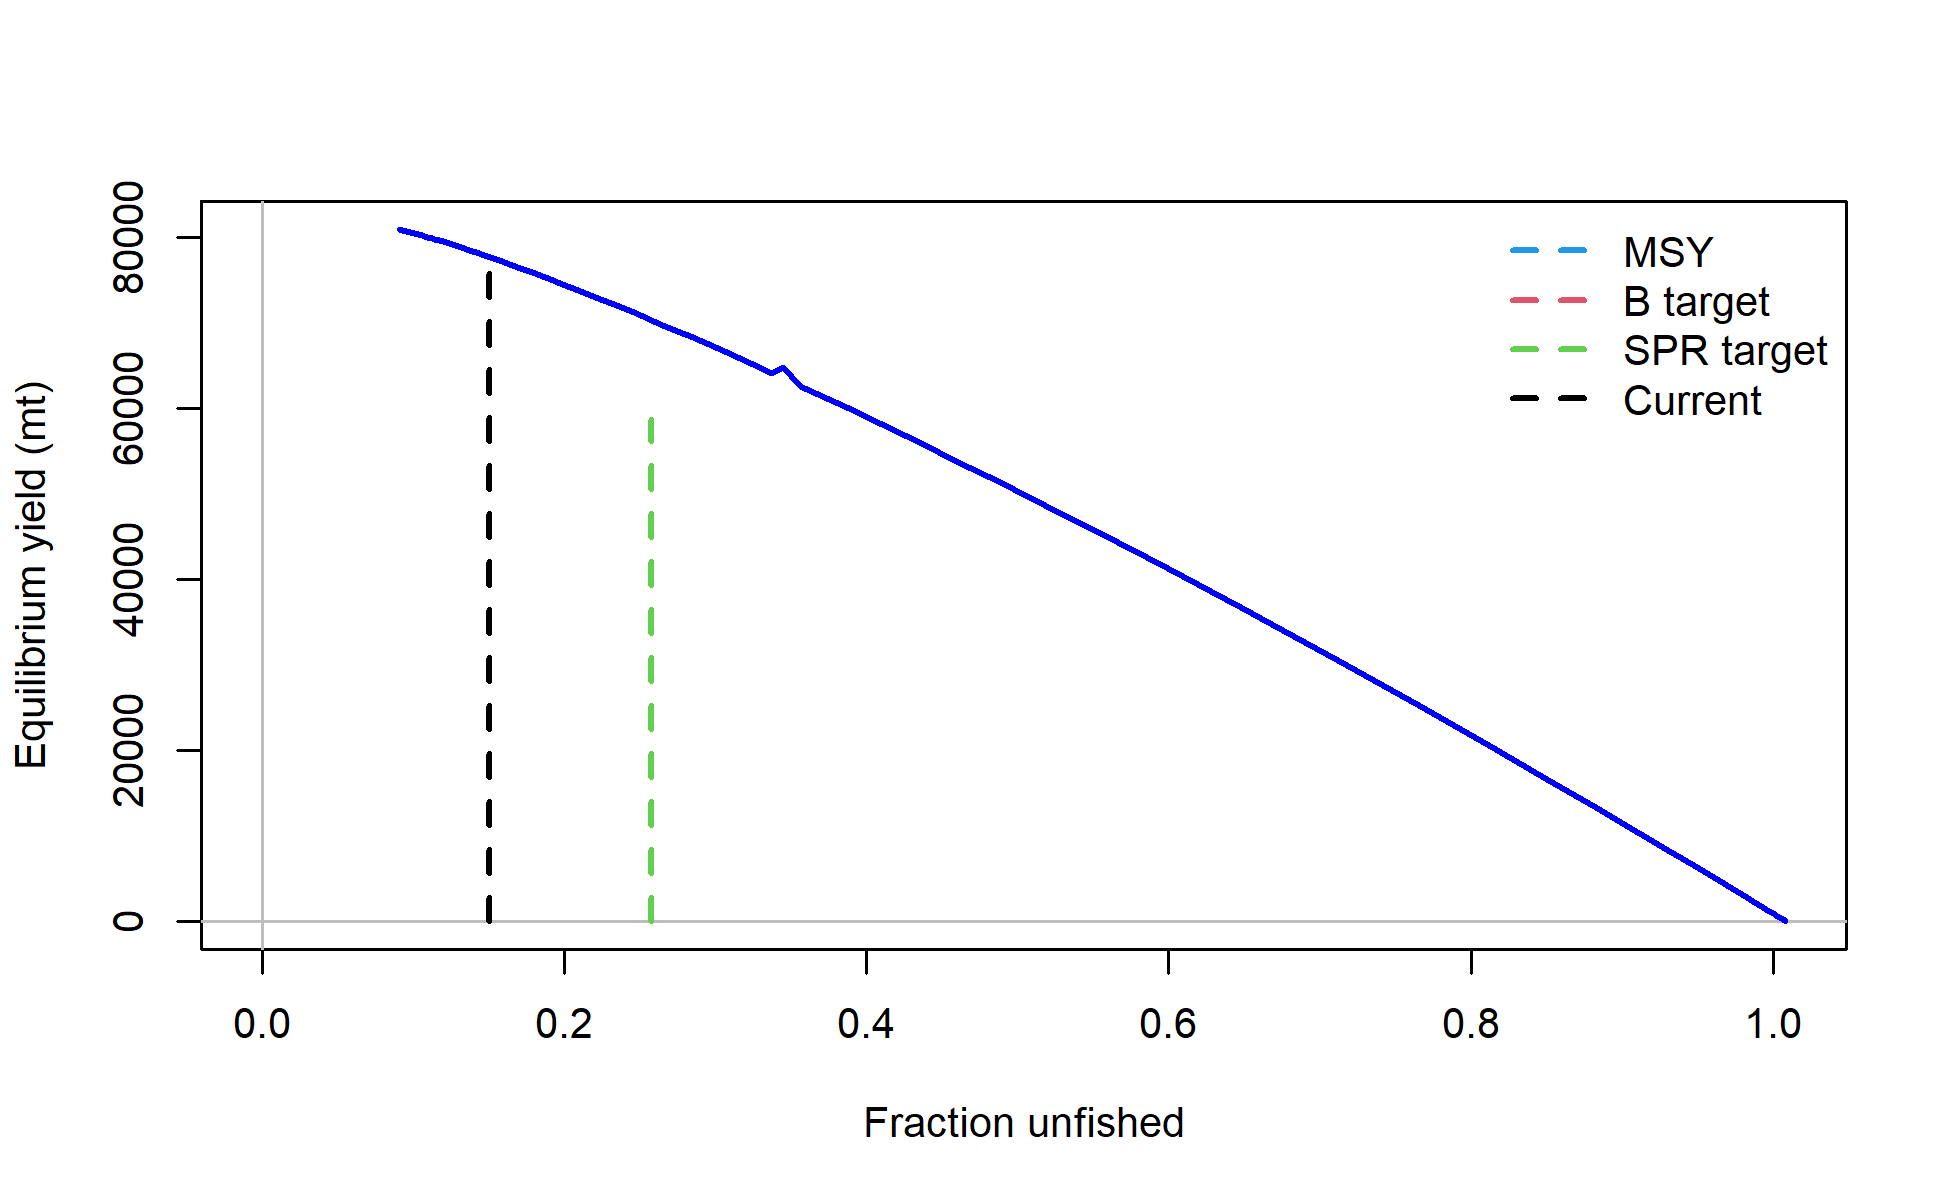 MSY
B target
SPR target
Current
Equilibrium yield (mt)
80000
60000
40000
20000
0
0.0 0.2 0.4 0.6 0.8 1.0
Fraction unfished